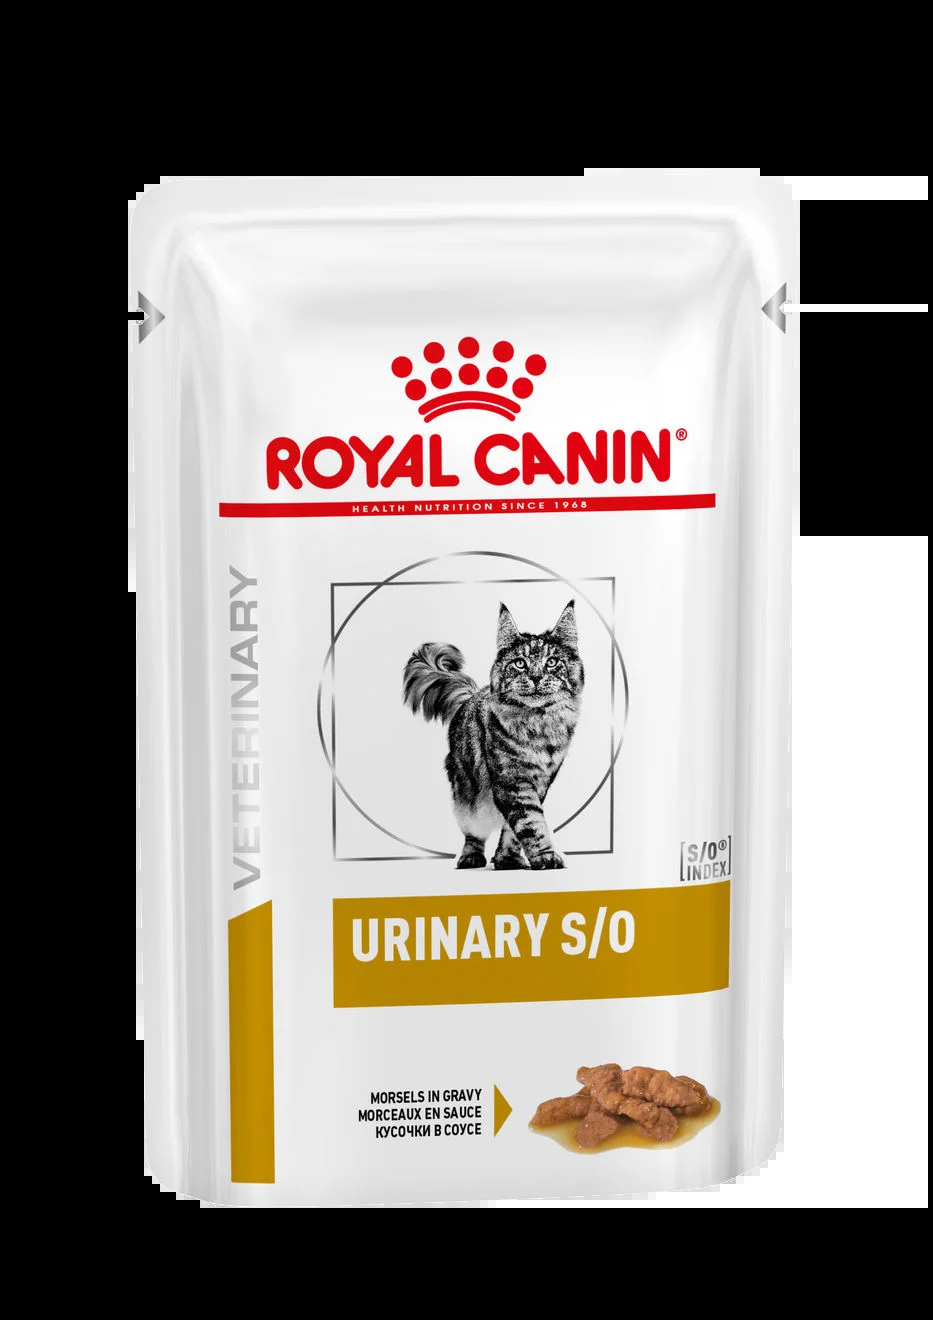 ROYAL CANIN®
HEALTH NUTRITION SINCE 1968
VETERINARY
[S/O®
INDEX]
URINARY S/O
MORSELS IN GRAVY
MORCEAUX EN SAUCE
КУСОЧКИ В СОУСЕ